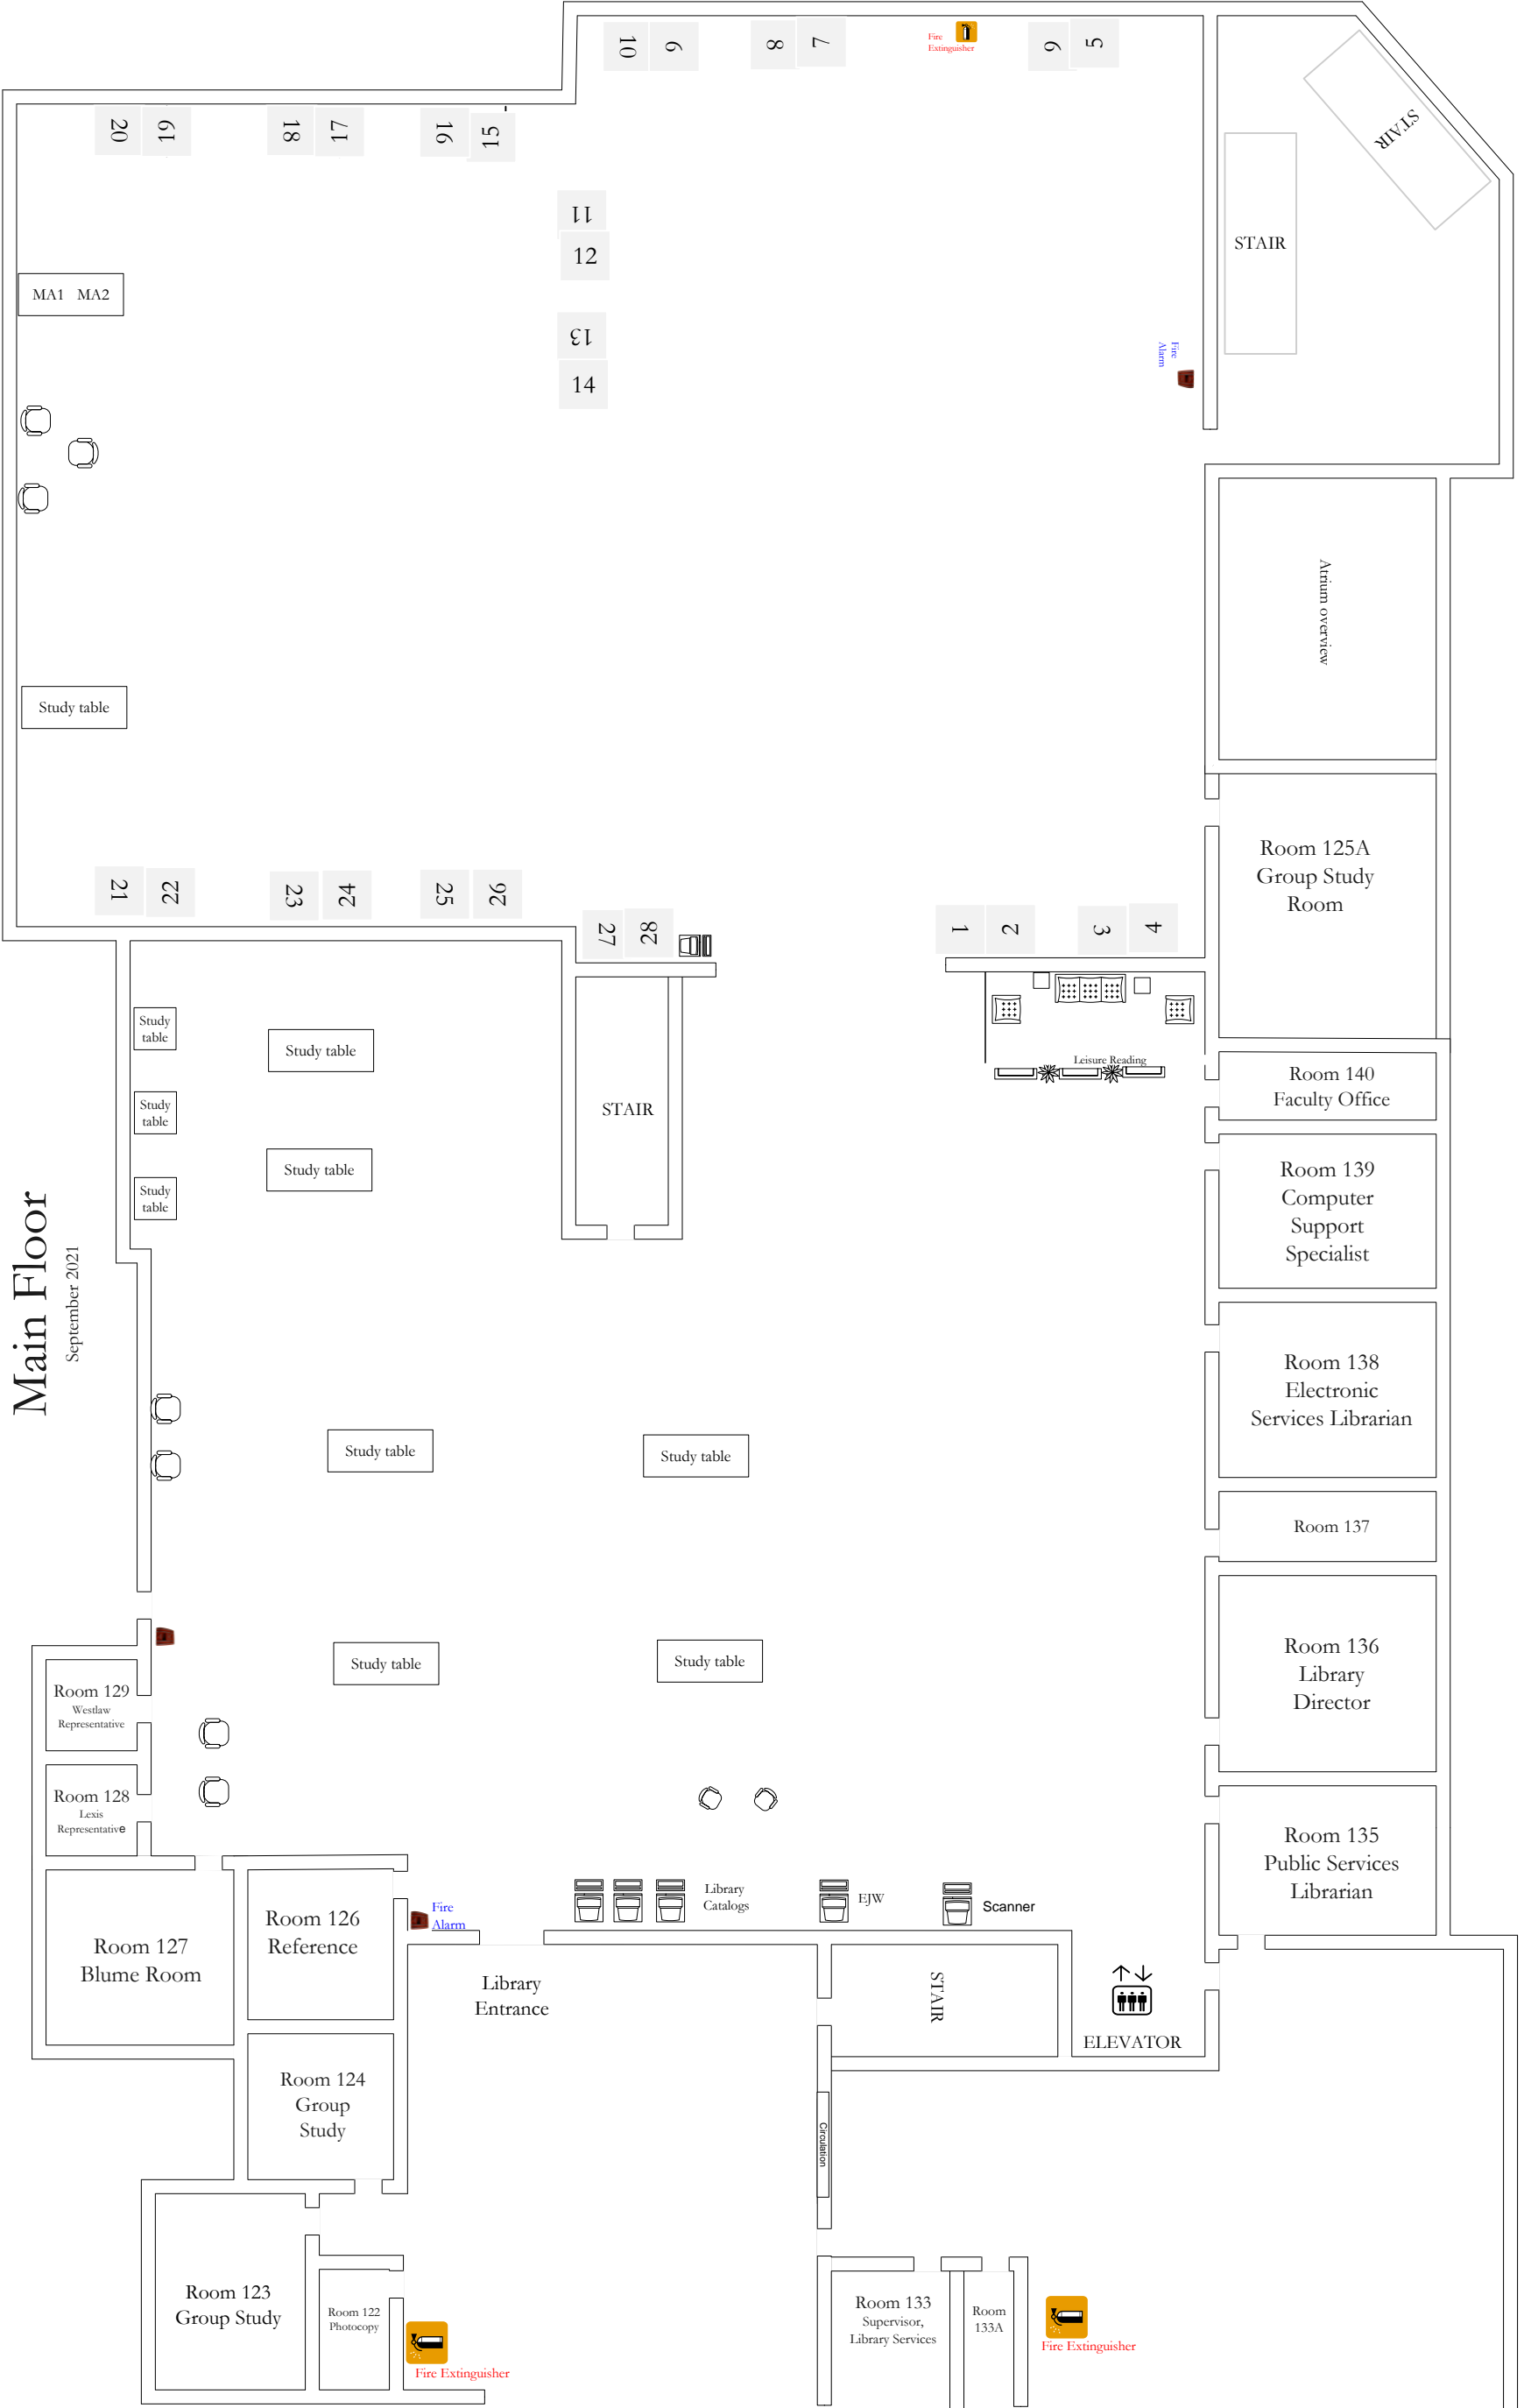 10
9
8
7
Fire
Extinguisher
6
5
20
19
18
17
16
15
STAIR
11
12
STAIR
MA1 MA2
13
14
Fire
Alarm
Atrium overview
Study table
Room 125A
Group Study
Room
21
22
23
24
25
26
27
28
1
2
3
4
Study
table
Study table
Leisure Reading
Room 140
Faculty Office
Study
table
STAIR
Study table
Room 139
Computer
Support
Specialist
Study
table
Main Floor
September 2021
Room 138
Electronic
Services Librarian
Study table
Study table
Room 137
Study table
Study table
Room 136
Library
Director
Room 129
Westlaw
Representative
Room 128
Lexis
Representative
Room 135
Public Services
Librarian
Library
Catalogs
EJW
Scanner
Fire
Alarm
Room 126
Reference
Room 127
Blume Room
Library
Entrance
STAIR
ELEVATOR
Room 124
Group
Study
Circulation
Room 123
Group Study
Room 122
Photocopy
Fire Extinguisher
Room 133
Supervisor,
Library Services
Room
133A
Fire Extinguisher